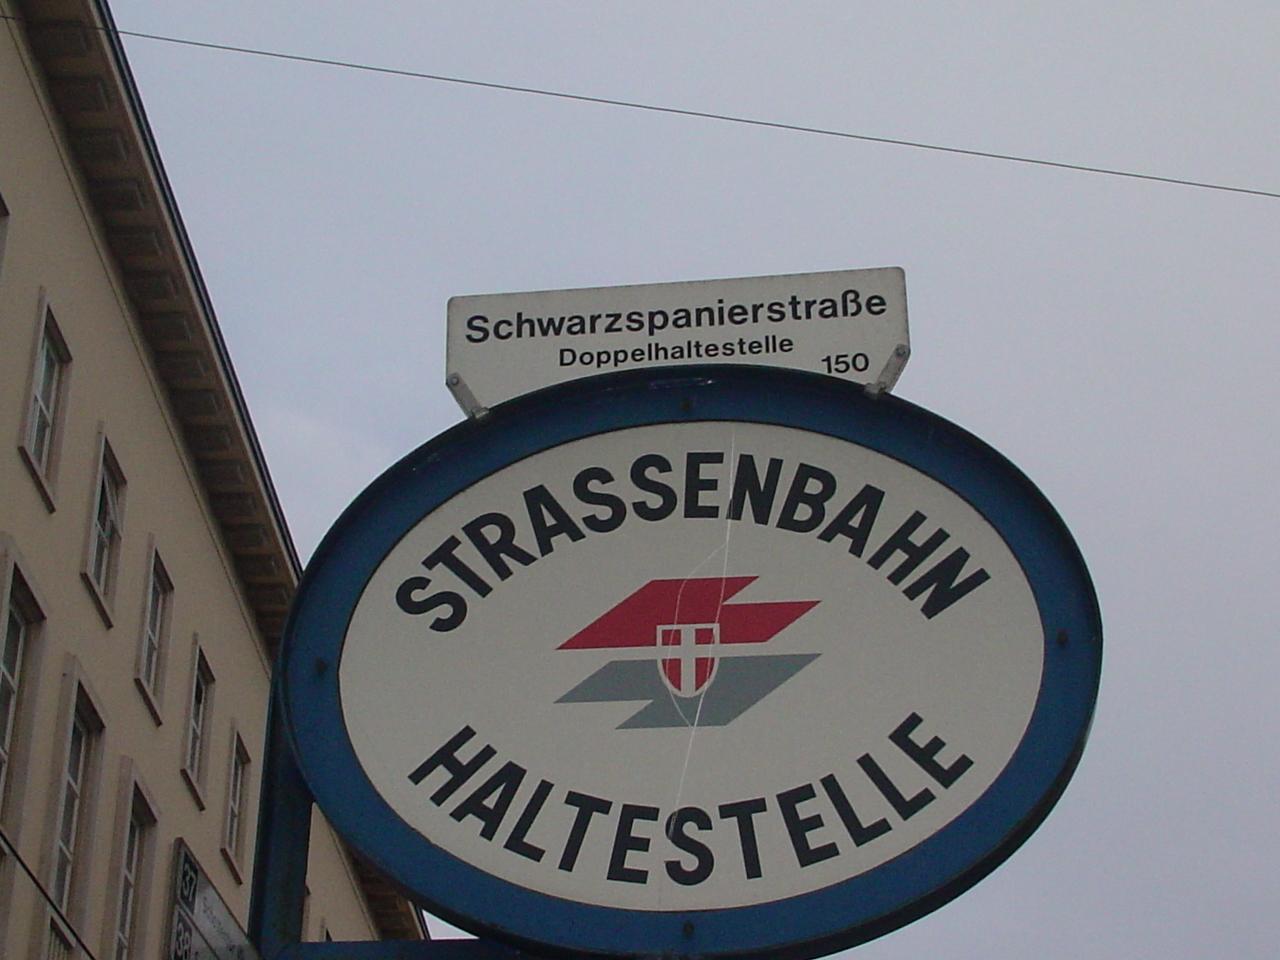 Schwarzspanierstraße
Doppelhaltestelle
150
STRASSENBAHN
HALTESTELLE
37
38